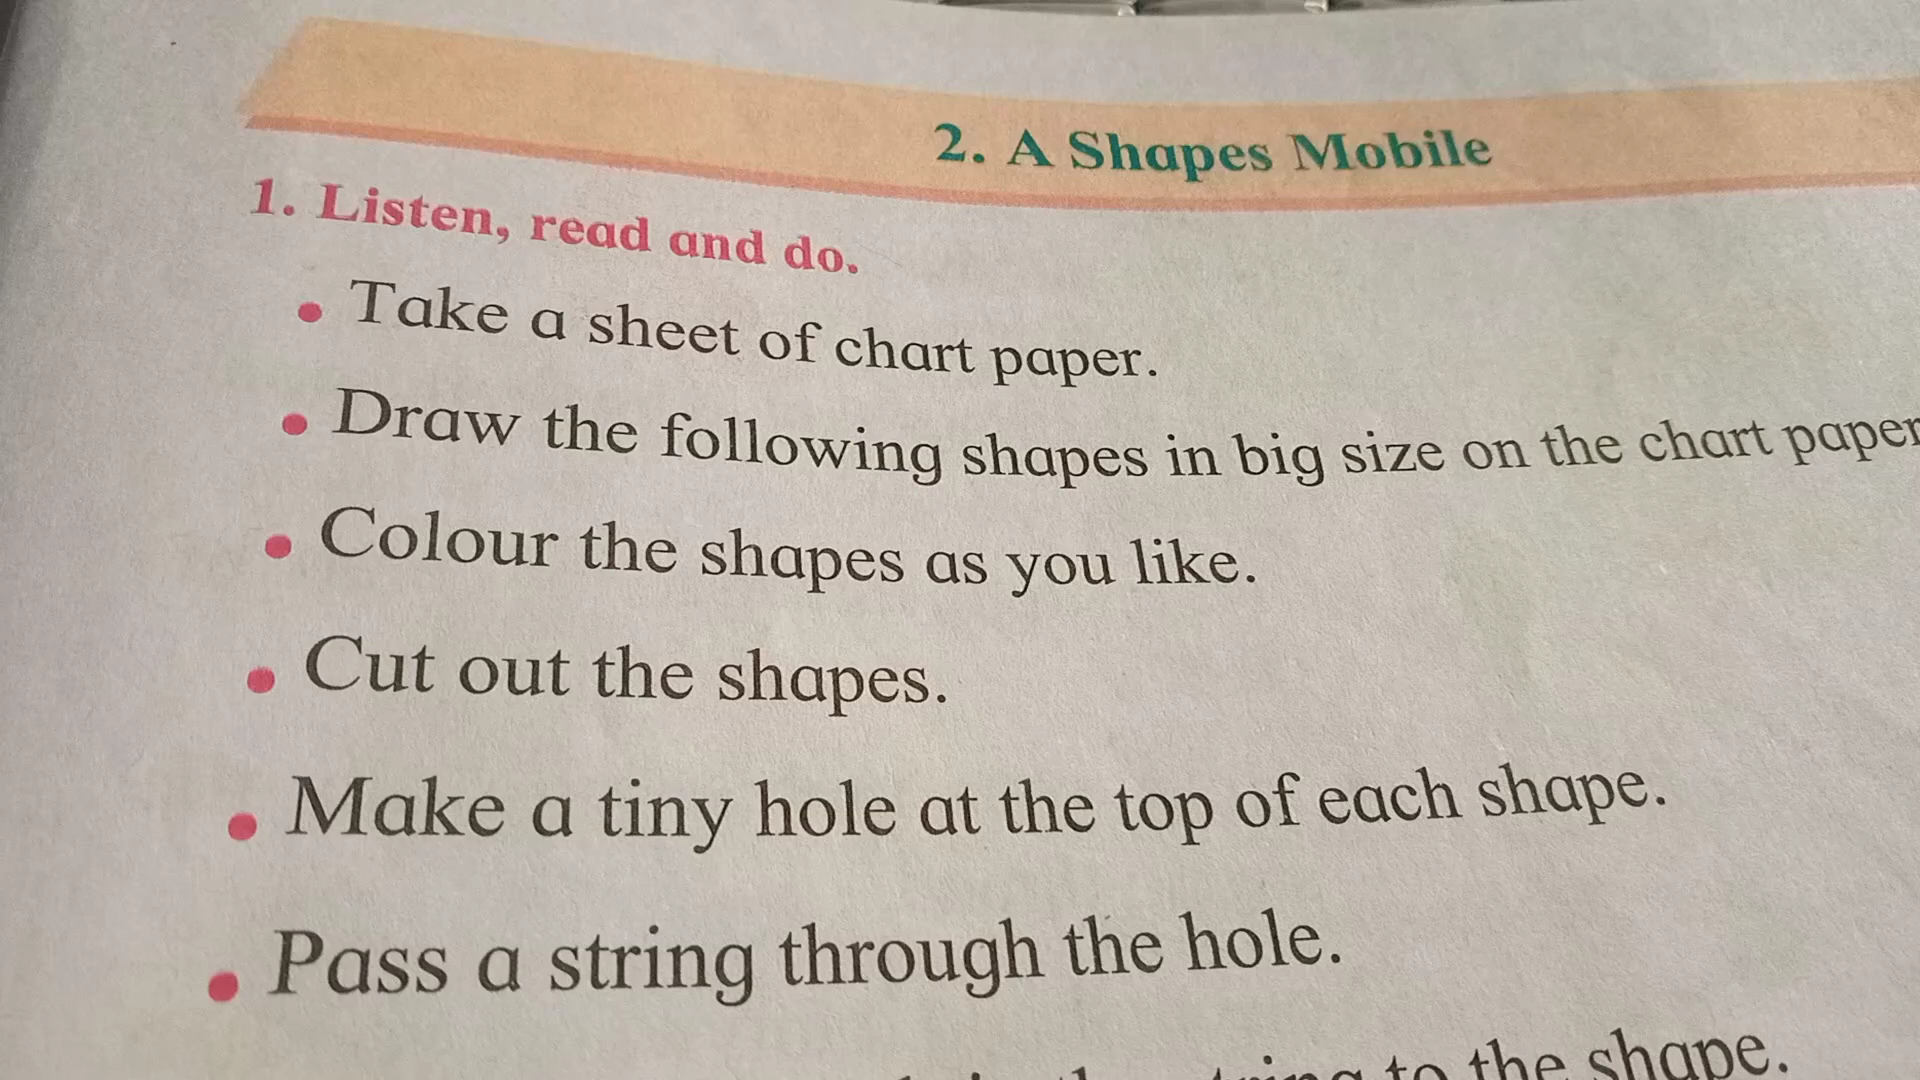 2. A Shapes Mobile
1. Listen, read and do.
• Take a sheet of chart paper.
• Draw the following shapes in big size on the chart paper
• Colour the shapes as you like.
• Cut out the shapes.
• Make a tiny hole at the top of each shape.
• Pass a string through the hole.
to the shape.